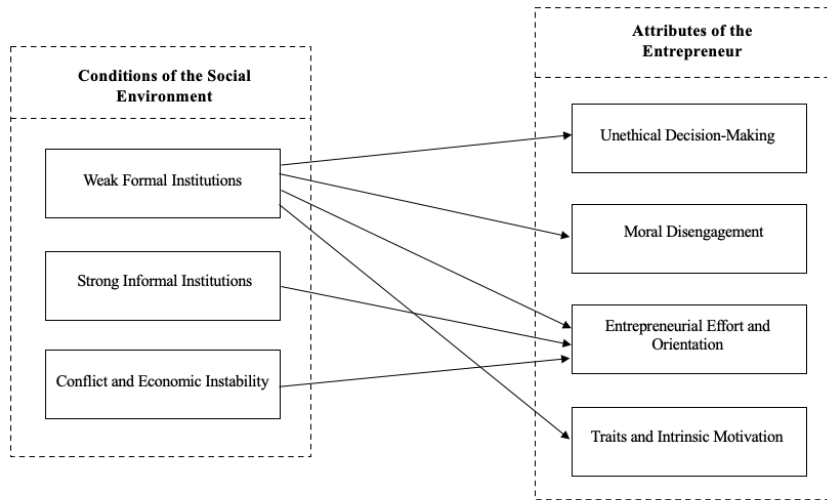 Conditions of the Social
Environment
Weak Formal Institutions
Strong Informal Institutions
Conflict and Economic Instability
Attributes of the
Entrepreneur
Unethical Decision-Making
Moral Disengagement
Entrepreneurial Effort and
Orientation
Traits and Intrinsic Motivation